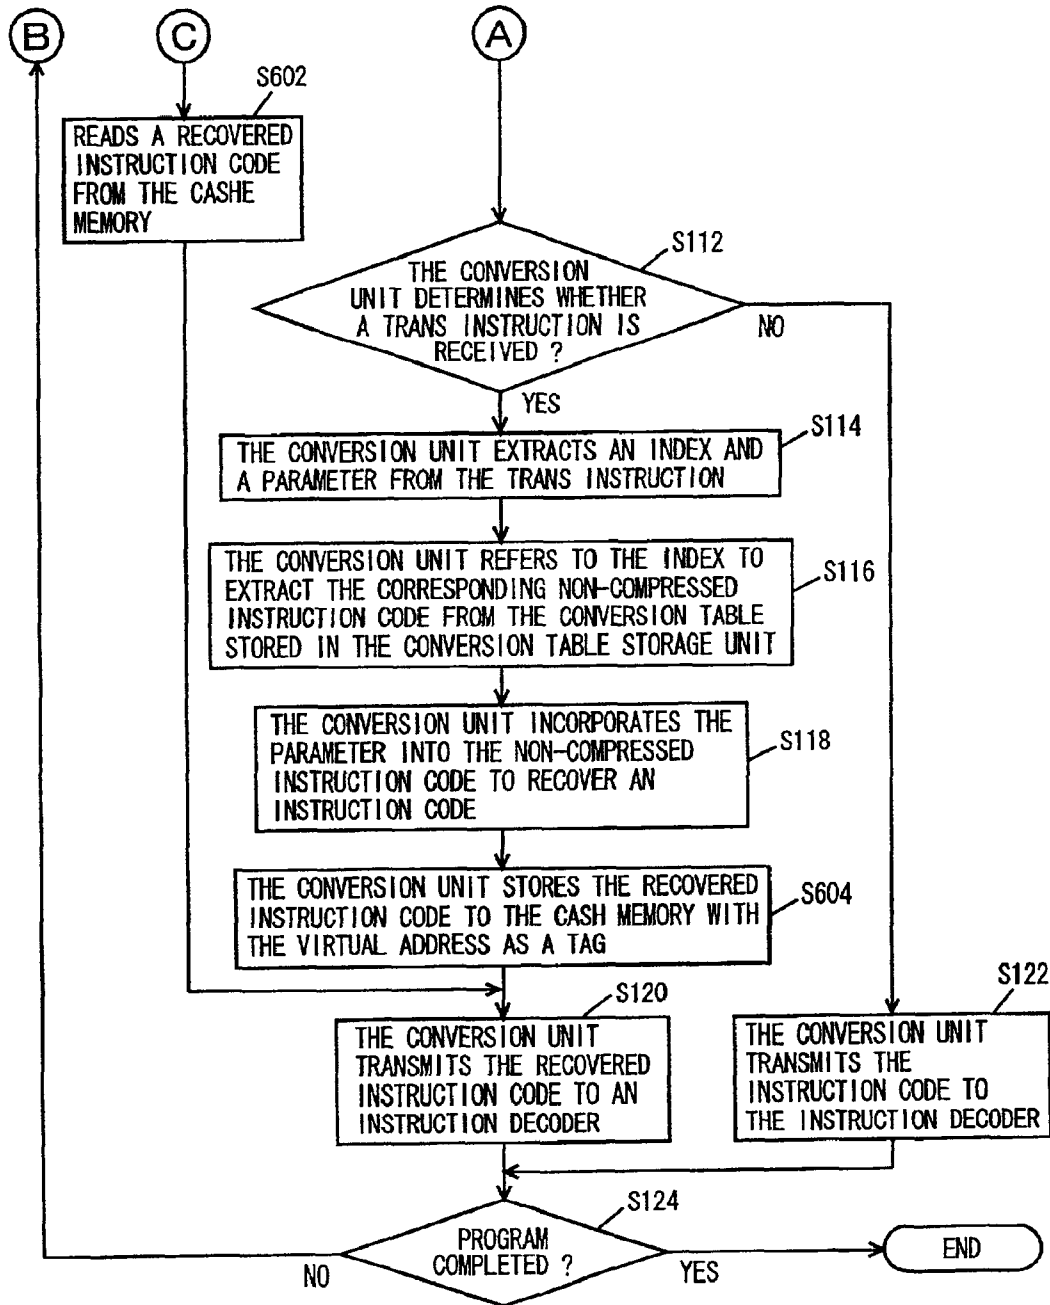 B
C
A
S602
READS A RECOVERED
INSTRUCTION CODE
FROM THE CASHE
MEMORY
S112
THE CONVERSION
UNIT DETERMINES WHETHER
A TRANS INSTRUCTION IS
RECEIVED ?
NO
YES
S114
THE CONVERSION UNIT EXTRACTS AN INDEX AND
A PARAMETER FROM THE TRANS INSTRUCTION
S116
THE CONVERSION UNIT REFERS TO THE INDEX TO
EXTRACT THE CORRESPONDING NON-COMPRESSED
INSTRUCTION CODE FROM THE CONVERSION TABLE
STORED IN THE CONVERSION TABLE STORAGE UNIT
S118
THE CONVERSION UNIT INCORPORATES THE
PARAMETER INTO THE NON-COMPRESSED
INSTRUCTION CODE TO RECOVER AN
INSTRUCTION CODE
S604
THE CONVERSION UNIT STORES THE RECOVERED
INSTRUCTION CODE TO THE CASH MEMORY WITH
THE VIRTUAL ADDRESS AS A TAG
S120
THE CONVERSION UNIT
TRANSMITS THE RECOVERED
INSTRUCTION CODE TO AN
INSTRUCTION DECODER
S122
THE CONVERSION UNIT
TRANSMITS THE
INSTRUCTION CODE TO
THE INSTRUCTION DECODER
S124
PROGRAM
COMPLETED ?
NO
YES
END